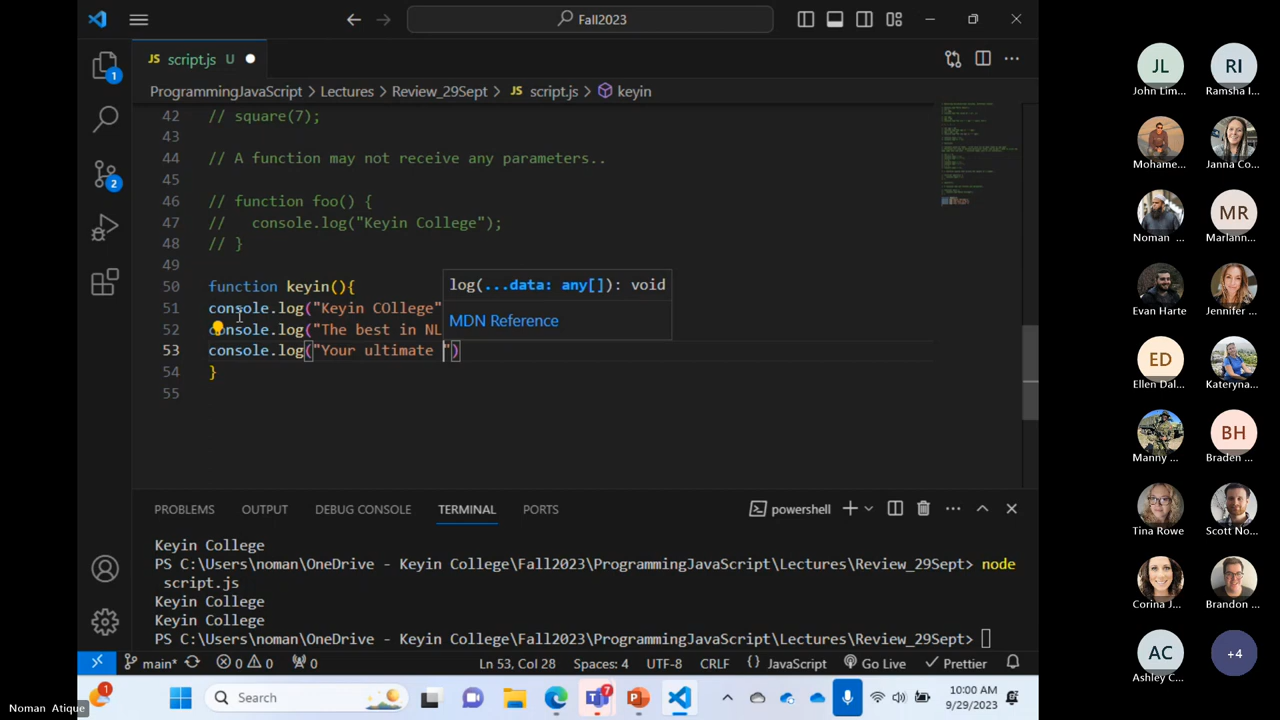 Fall2023
JS script.js U
ProgrammingJavaScript > Lectures > Review_29Sept > JS script.js > keyin
42 // square(7);
43
44 // A function may not receive any parameters..
45
46 // function foo() {
47 //   console.log("Keyin College");
48 // }
49
50 function keyin(){
51 console.log("Keyin COllege"
52 console.log("The best in NL
53 console.log("Your ultimate ")
54 }
55
log(...data: any[]): void
MDN Reference
1
2
PROBLEMS OUTPUT DEBUG CONSOLE TERMINAL PORTS
powershell
Keyin College
PS C:\Users\noman\OneDrive - Keyin College\Fall2023\ProgrammingJavaScript\Lectures\Review_29Sept> node
script.js
Keyin College
Keyin College
PS C:\Users\noman\OneDrive - Keyin College\Fall2023\ProgrammingJavaScript\Lectures\Review_29Sept>
main* 0 0 0 Ln 53, Col 28 Spaces: 4 UTF-8 CRLF {} JavaScript Go Live Prettier
1 Search 7 10:00 AM
9/29/2023
Noman Atique
JL RI
John Lim... Ramsha I...
Mohame... Janna Co...
MR
Noman ... Marlann...
Evan Harte Jennifer ...
ED
Ellen Dal... Kateryna...
BH
Manny ... Braden ...
Tina Rowe Scott No...
Corina J... Brandon ...
AC +4
Ashley C...